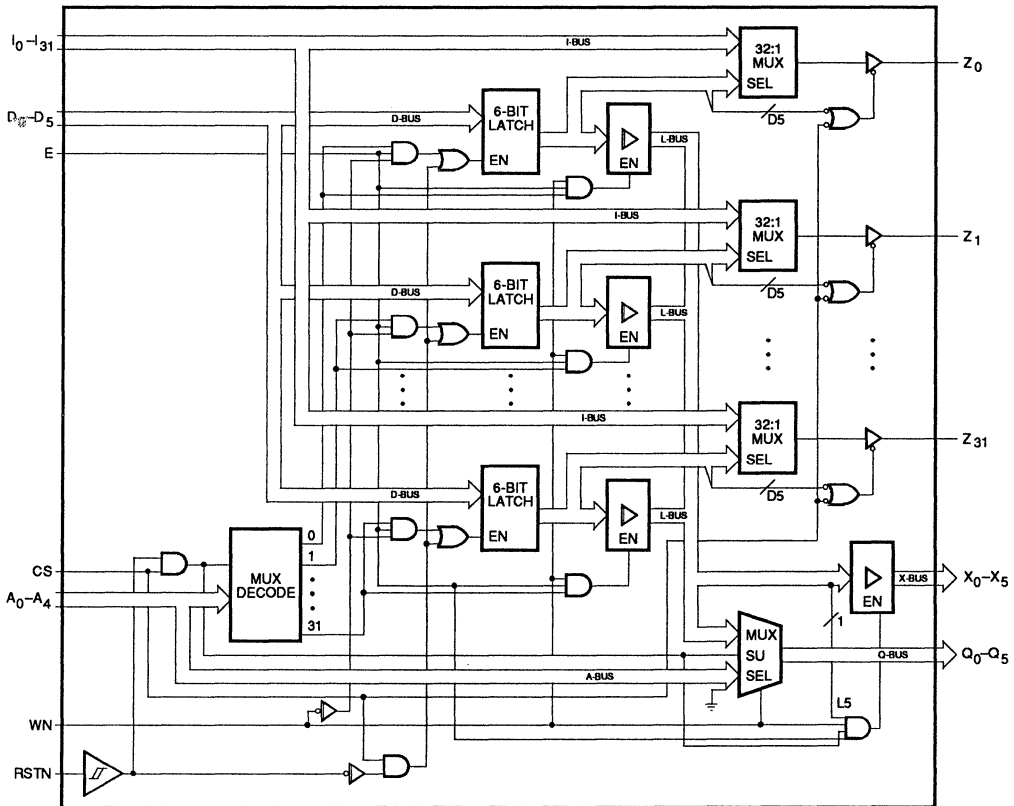 I0–I31
I-BUS
32:1
MUX
SEL
Z0
D0–D5
D-BUS
6-BIT
LATCH
EN
D5
E
L-BUS
EN
I-BUS
32:1
MUX
SEL
Z1
D-BUS
6-BIT
LATCH
EN
D5
L-BUS
EN
I-BUS
32:1
MUX
SEL
Z31
D-BUS
6-BIT
LATCH
EN
D5
L-BUS
EN
0
1
31
MUX
DECODE
CS
A0–A4
EN
X-BUS
X0–X5
1
MUX
SU
SEL
Q-BUS
Q0–Q5
A-BUS
L5
WN
RSTN